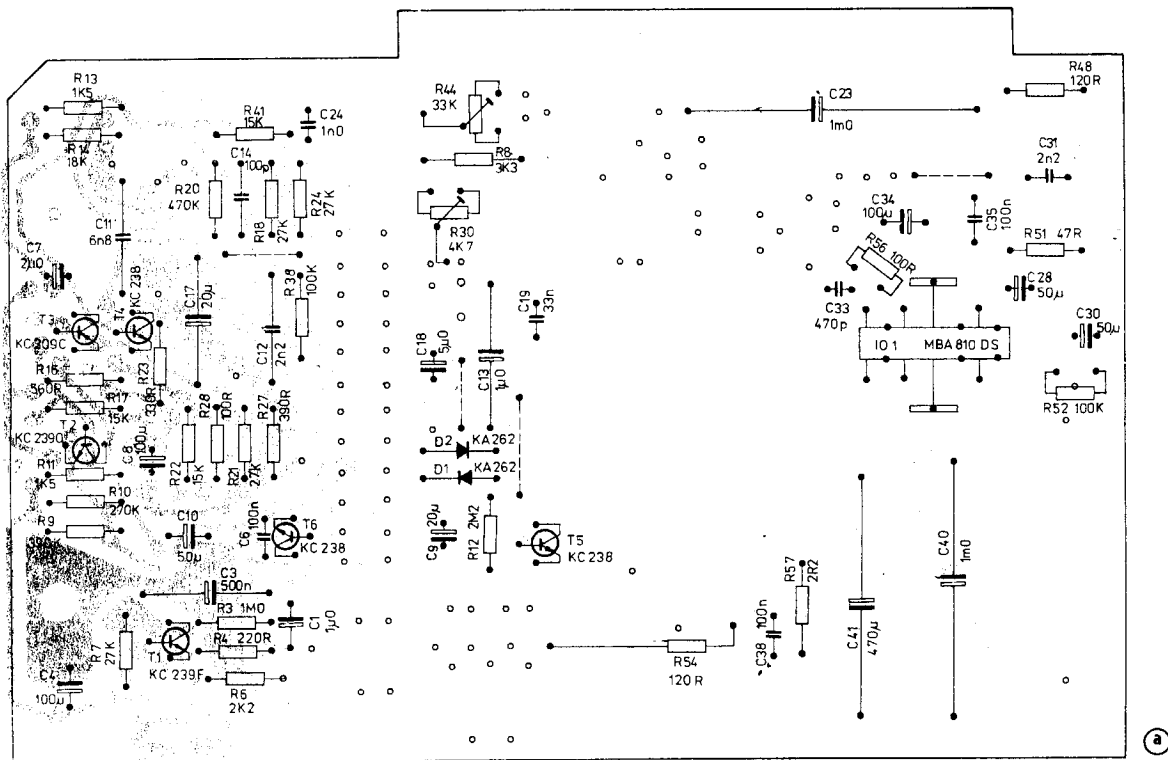 R13
1K5
R14
18K
R41
15K
C24
1n0
R44
33K
C23
1m0
R48
120R
C14
100p
R20
470K
R18
27K
R24
27K
R8
3K3
C31
2n2
C34
100µ
C35
100n
C11
6n8
R30
4K7
R51 47R
C7
2µ0
R56 100R
C28
50µ
T4
KC 238
C17
20µ
R38
100K
C19
33n
C33
470p
T3
KC 209C
C12
2n2
C18
5µ0
C13
1µ0
IO 1
MBA 810 DS
C30
50µ
R16
560R
R23
330R
R17
15K
R28
100R
R27
390R
R52 100K
T2
KC 239
C8
100µ
R22
15K
R21
27K
D2
KA262
D1
KA262
R11
1K5
R10
270K
R9
C10
50µ
C6
100n
T6
KC 238
C9
20µ
R12 2M2
T5
KC 238
C40
1m0
C3
500n
R57
2R2
R3 1M0
R4 220R
C1
1µ0
R7
27K
T1
KC 239F
R6
2K2
C4
100µ
R54
120 R
C38
100n
C41
470µ
a